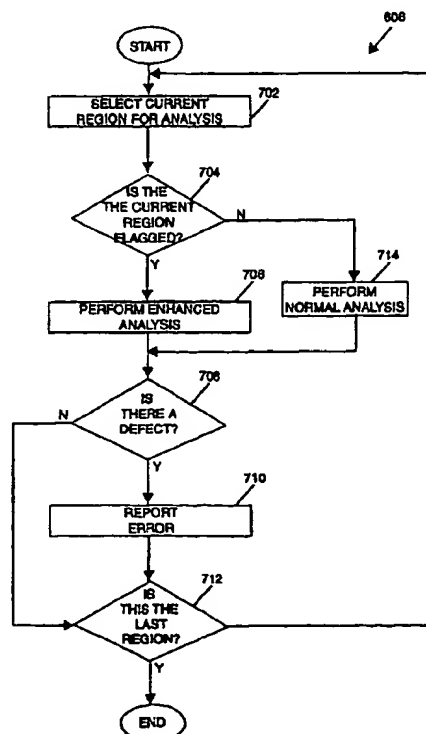 608
START
SELECT CURRENT
REGION FOR ANALYSIS
702
704
IS THE
THE CURRENT
REGION
FLAGGED?
N
Y
714
PERFORM
NORMAL ANALYSIS
708
PERFORM ENHANCED
ANALYSIS
706
IS
THERE A
DEFECT?
N
Y
710
REPORT
ERROR
712
IS
THIS THE
LAST
REGION?
Y
END